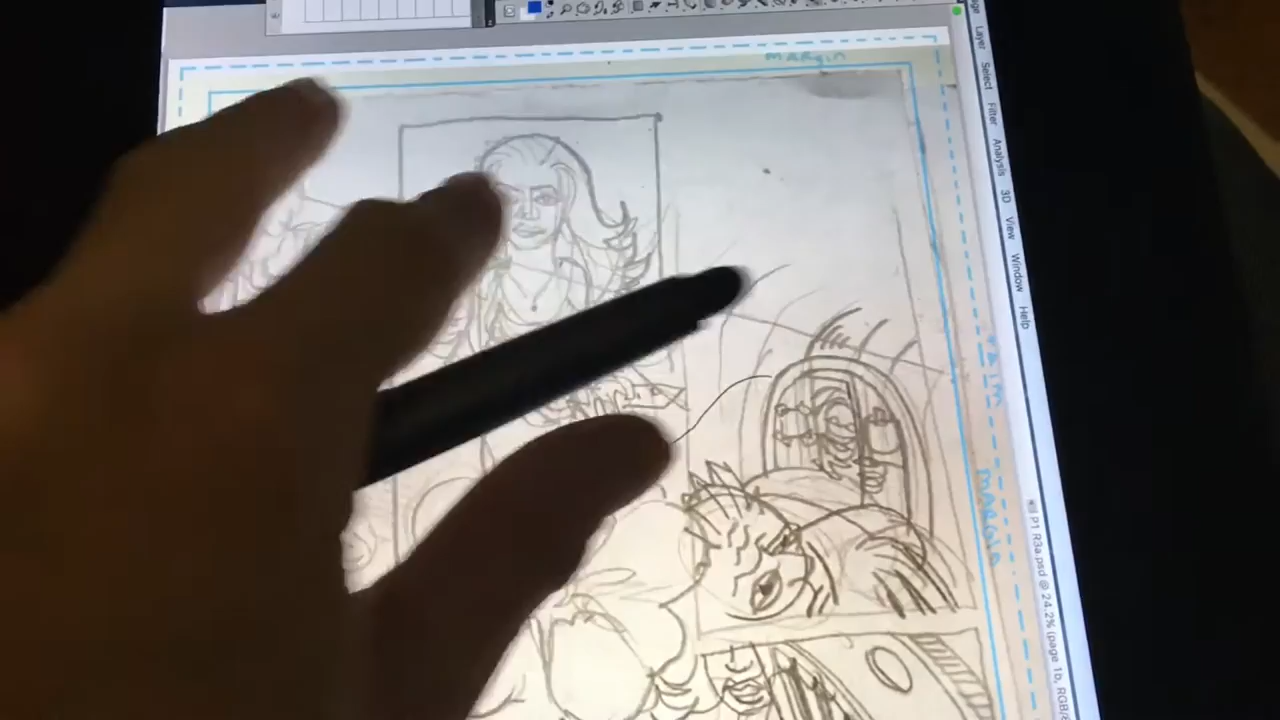 Layer Select Filter Analysis 3D View Window Help
MARGIN
TRIM
MARGIN
P1 R3a.psd @ 24.2% (page 1b, RGB/8